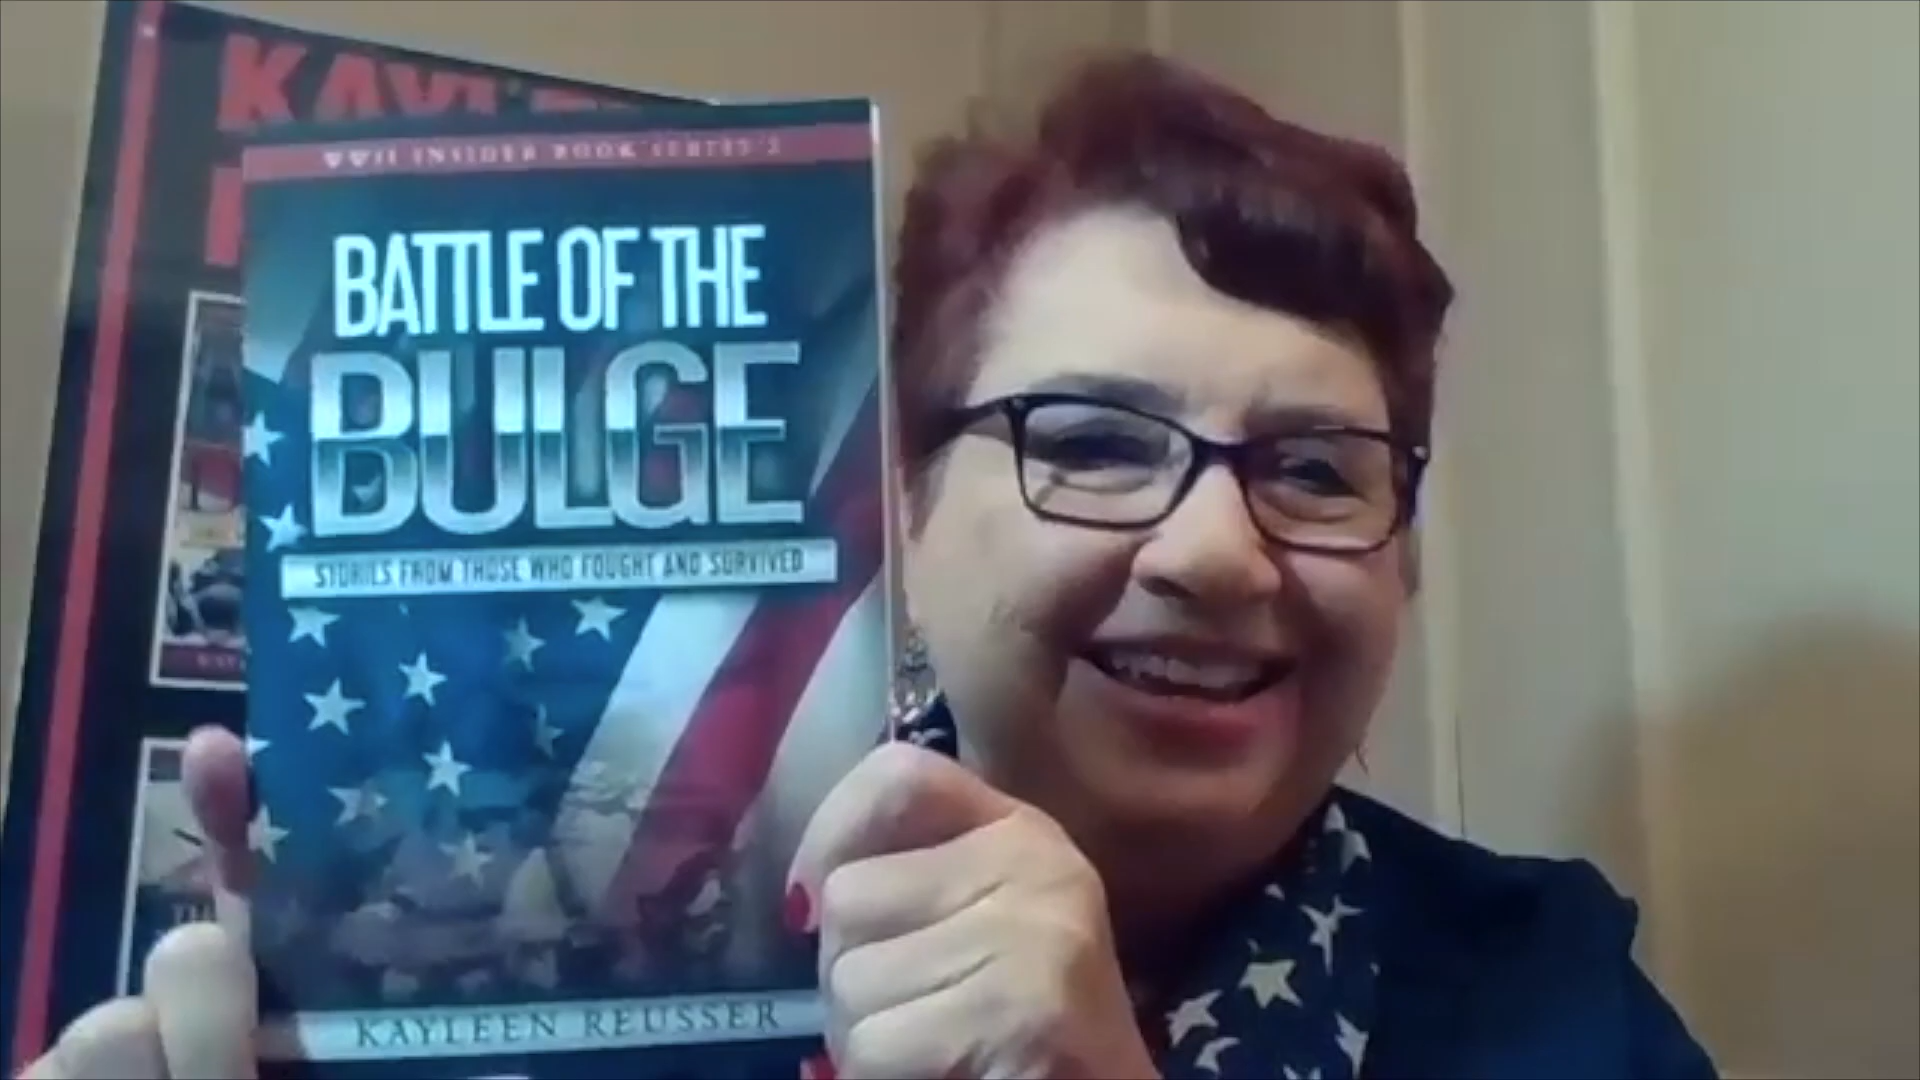 WWII INSIDER BOOK SERIES 2
BATTLE OF THE
BULGE
STORIES FROM THOSE WHO FOUGHT AND SURVIVED
KAYLEEN REUSSER